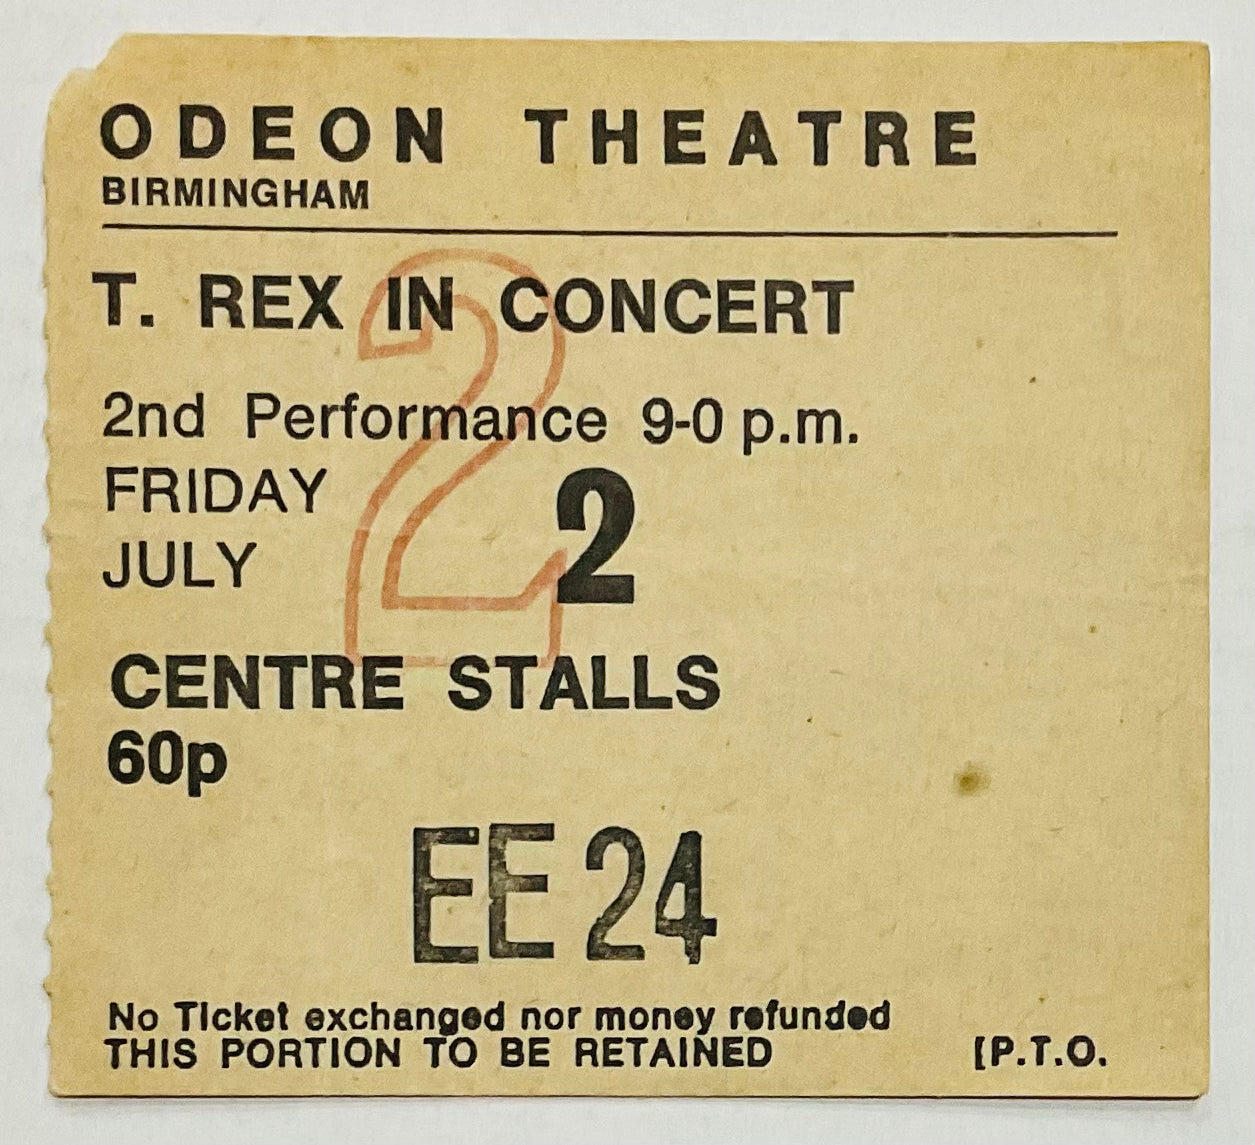 ODEON THEATRE
BIRMINGHAM
T. REX IN CONCERT
2nd Performance 9-0 p.m.
FRIDAY
JULY 2
2
CENTRE STALLS
60p
EE 24
No Ticket exchanged nor money refunded
THIS PORTION TO BE RETAINED [P.T.O.